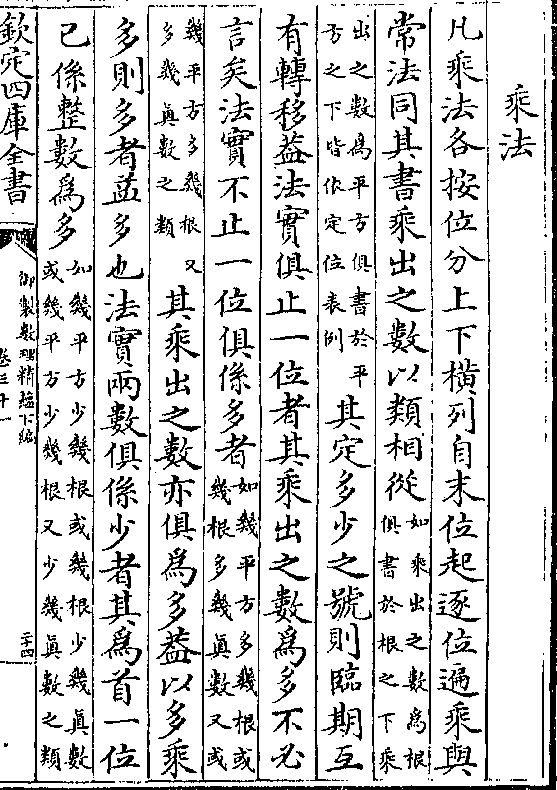 乘法
凡乘法各按位分上下橫列自末位起逐位遍乘與
常法同其書乘出之數以類相從如乘出之數為根俱書於根之下乘
出之數為平方俱書於平方之下皆依定位表例其定多少之號則臨期互
有轉移葢法實俱止一位者其乘出之數為多不必
言矣法實不止一位俱係多者如幾平方多幾根或幾根多幾真數又或
幾平方多幾根又多幾真數之類其乘出之數亦俱為多葢以多乘
多則多者益多也法實兩數俱係少者其為首一位
已係整數為多如幾平方少幾根或幾根少幾真數或幾平方少幾根又少幾真數之類
欽定四庫全書
御製數理精蘊下編
卷三十一
二十四